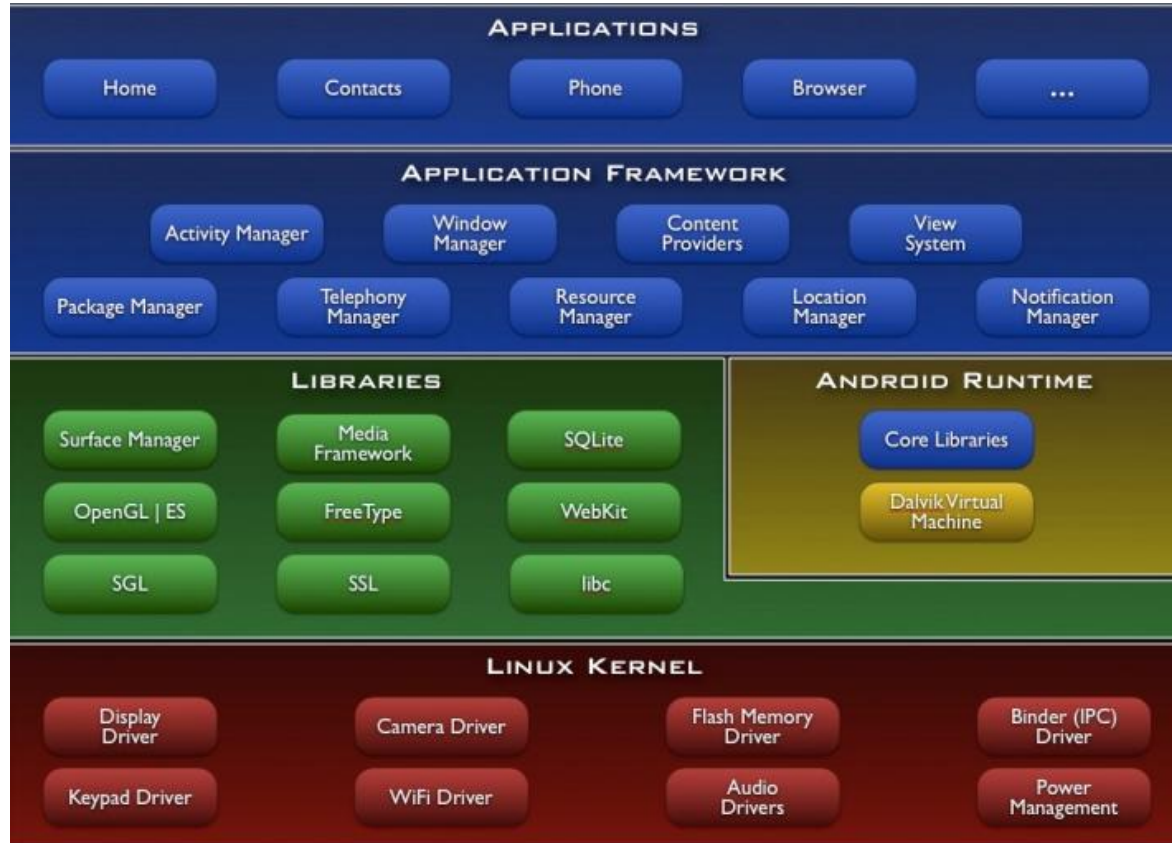 APPLICATIONS
Home
Contacts
Phone
Browser
...
APPLICATION FRAMEWORK
Activity Manager
Window
Manager
Content
Providers
View
System
Package Manager
Telephony
Manager
Resource
Manager
Location
Manager
Notification
Manager
LIBRARIES
Surface Manager
Media
Framework
SQLite
OpenGL | ES
FreeType
WebKit
SGL
SSL
libc
ANDROID RUNTIME
Core Libraries
Dalvik Virtual
Machine
LINUX KERNEL
Display
Driver
Camera Driver
Flash Memory
Driver
Binder (IPC)
Driver
Keypad Driver
WiFi Driver
Audio
Drivers
Power
Management